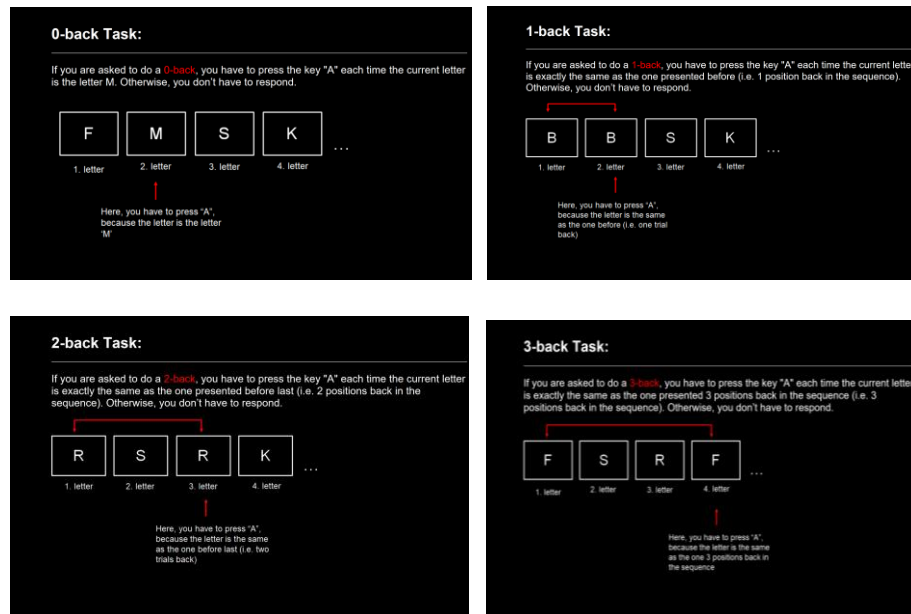 0-back Task:
If you are asked to do a 0-back, you have to press the key "A" each time the current letter
is the letter M. Otherwise, you don't have to respond.
F M S K ...
1. letter 2. letter 3. letter 4. letter
Here, you have to press "A",
because the letter is the letter
'M'
1-back Task:
If you are asked to do a 1-back, you have to press the key "A" each time the current lette
is exactly the same as the one presented before (i.e. 1 position back in the sequence).
Otherwise, you don't have to respond.
B B S K ...
1. letter 2. letter 3. letter 4. letter
Here, you have to press "A",
because the letter is the same
as the one before (i.e. one trial
back)
2-back Task:
If you are asked to do a 2-back, you have to press the key "A" each time the current letter
is exactly the same as the one presented before last (i.e. 2 positions back in the
sequence). Otherwise, you don't have to respond.
R S R K ...
1. letter 2. letter 3. letter 4. letter
Here, you have to press "A",
because the letter is the same
as the one before last (i.e. two
trials back)
3-back Task:
If you are asked to do a 3-back, you have to press the key "A" each time the current lette
is exactly the same as the one presented 3 positions back in the sequence (i.e. 3
positions back in the sequence). Otherwise, you don't have to respond.
F S R F ...
1. letter 2. letter 3. letter 4. letter
Here, you have to press "A",
because the letter is the same
as the one 3 positions back in
the sequence